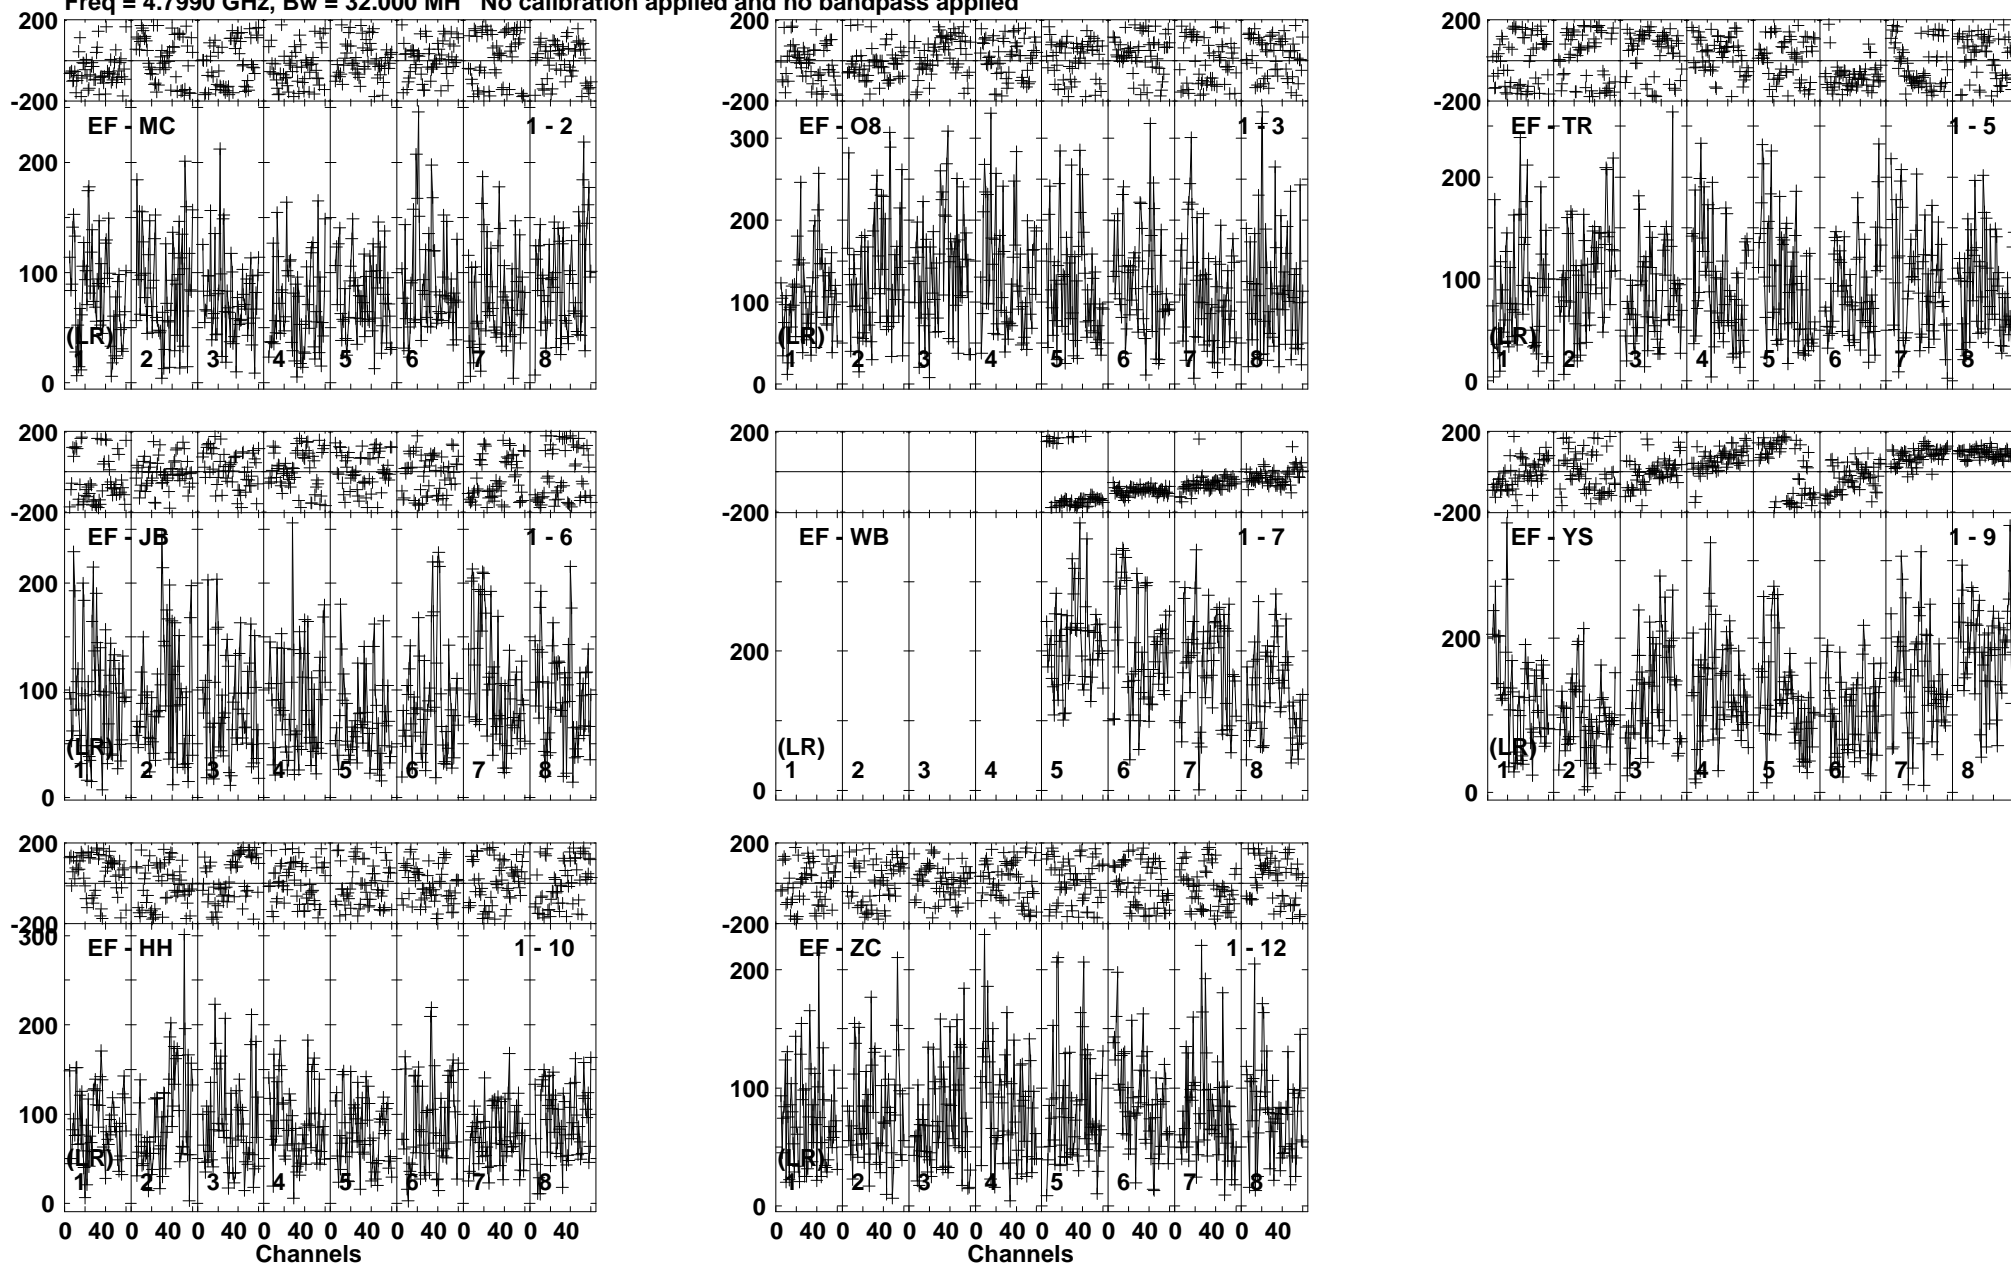 Freq = 4.7990 GHz, Bw = 32.000 MH No calibration applied and no bandpass applied
200
-200
EF - MC 1 - 2
200
100
0
(LR)
1 2 3 4 5 6 7 8
200
-200
EF - O8 1 - 3
300
200
100
0
(LR)
1 2 3 4 5 6 7 8
200
-200
EF - TR 1 - 5
200
100
0
(LR)
1 2 3 4 5 6 7 8
200
-200
EF - JB 1 - 6
200
100
0
(LR)
1 2 3 4 5 6 7 8
200
-200
EF - WB 1 - 7
200
0
(LR)
1 2 3 4 5 6 7 8
200
-200
EF - YS 1 - 9
200
0
(LR)
1 2 3 4 5 6 7 8
200
-200
EF - HH 1 - 10
300
200
100
0
(LR)
1 2 3 4 5 6 7 8
0 40 0 40 0 40 0 40 0 40 0 40 0 40 0 40
Channels
200
-200
EF - ZC 1 - 12
200
100
0
(LR)
1 2 3 4 5 6 7 8
0 40 0 40 0 40 0 40 0 40 0 40 0 40 0 40
Channels